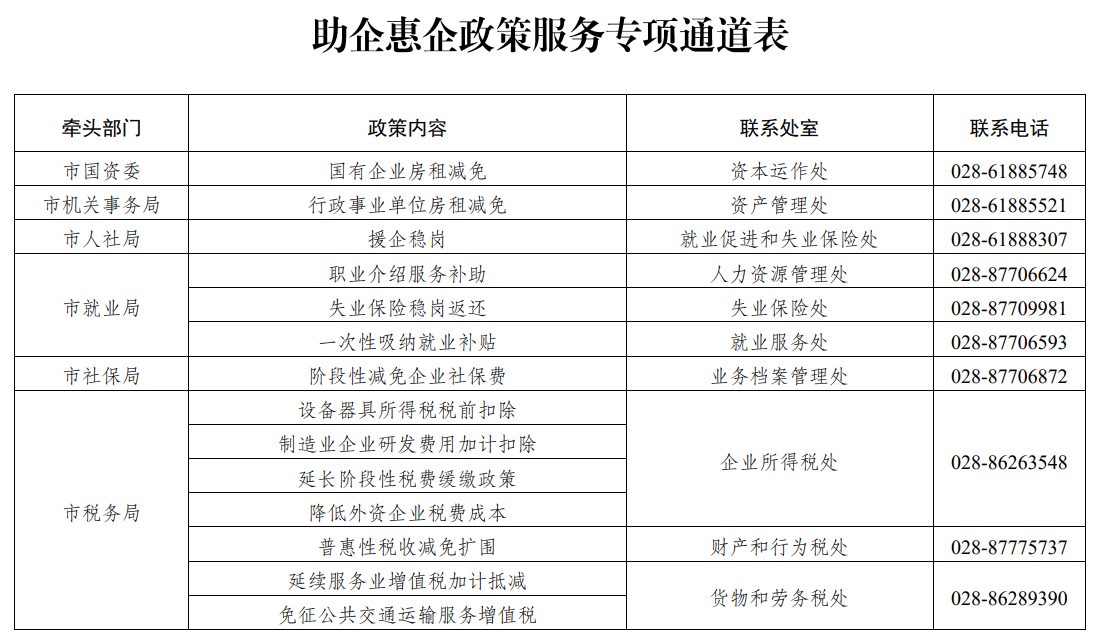 助企惠企政策服务专项通道表
牵头部门 政策内容 联系处室 联系电话
市国资委 国有企业房租减免 资本运作处 028-61885748
市机关事务局 行政事业单位房租减免 资产管理处 028-61885521
市人社局 援企稳岗 就业促进和失业保险处 028-61888307
市就业局 职业介绍服务补助 人力资源管理处 028-87706624
失业保险稳岗返还 失业保险处 028-87709981
一次性吸纳就业补贴 就业服务处 028-87706593
市社保局 阶段性减免企业社保费 业务档案管理处 028-87706872
市税务局 设备器具所得税税前扣除 企业所得税处 028-86263548
制造业企业研发费用加计扣除
延长阶段性税费缓缴政策
降低外资企业税费成本
普惠性税收减免扩围 财产和行为税处 028-87775737
延续服务业增值税加计抵减 货物和劳务税处 028-86289390
免征公共交通运输服务增值税